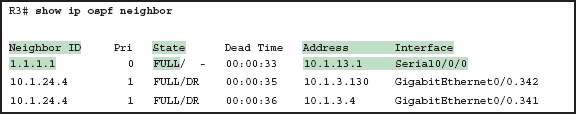 R3# show ip ospf neighbor
Neighbor ID Pri State Dead Time Address Interface
1.1.1.1 0 FULL/ - 00:00:33 10.1.13.1 Serial0/0/0
10.1.24.4 1 FULL/DR 00:00:35 10.1.3.130 GigabitEthernet0/0.342
10.1.24.4 1 FULL/DR 00:00:36 10.1.3.4 GigabitEthernet0/0.341